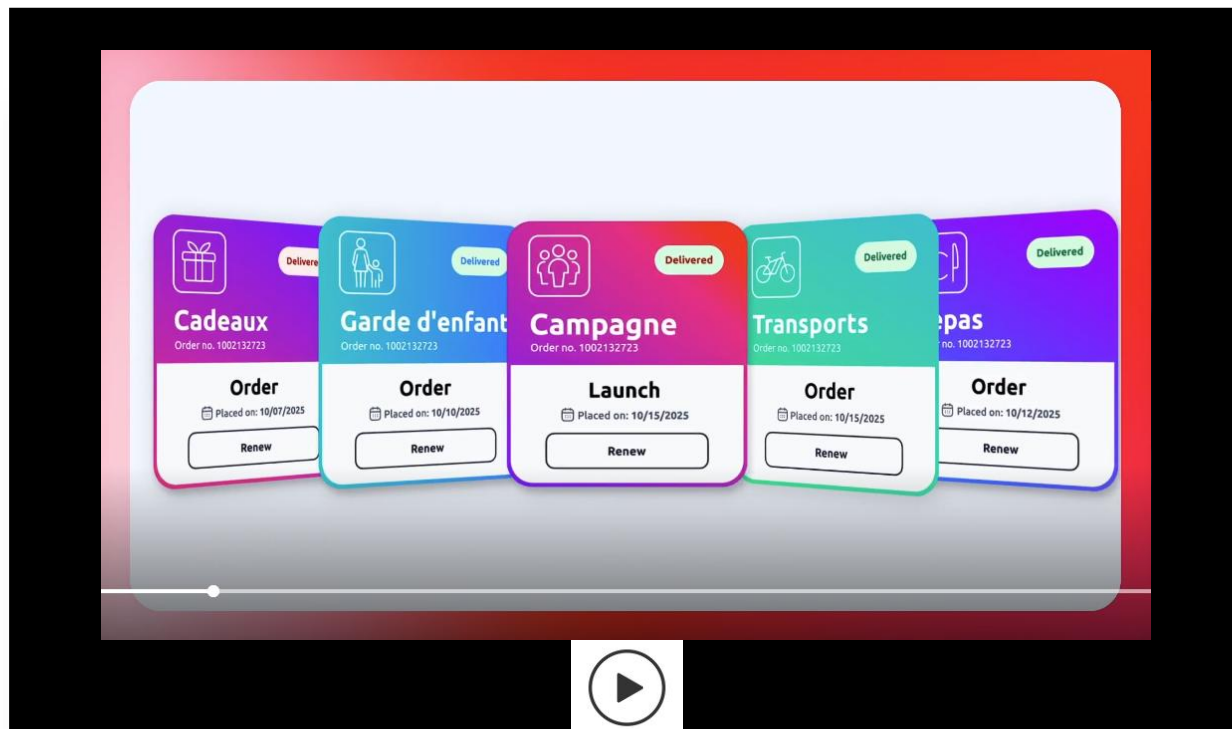 Cadeaux
Order no. 1002132723
Order
Placed on: 10/07/2025
Renew
Delivered
Garde d'enfant
Order no. 1002132723
Order
Placed on: 10/10/2025
Renew
Delivered
Campagne
Order no. 1002132723
Launch
Placed on: 10/15/2025
Renew
Delivered
Transports
Order no. 1002132723
Order
Placed on: 10/15/2025
Renew
Delivered
epas
no. 1002132723
Order
Placed on: 10/12/2025
Renew